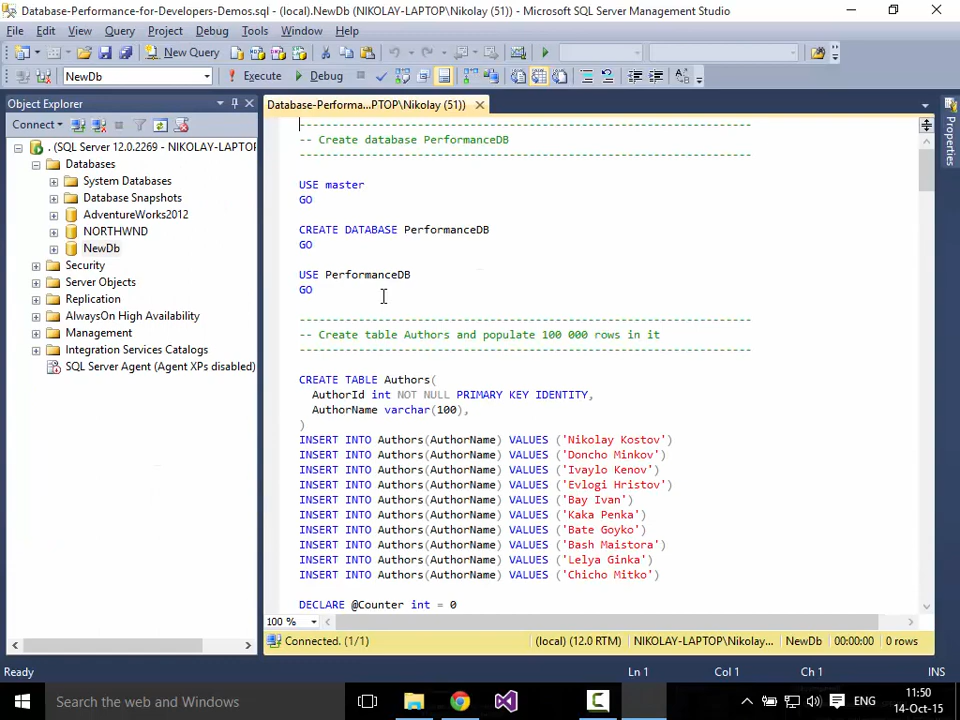 Database-Performance-for-Developers-Demos.sql - (local).NewDb (NIKOLAY-LAPTOP\Nikolay (51)) - Microsoft SQL Server Management Studio
File Edit View Query Project Debug Tools Window Help
New Query
NewDb Execute Debug
Object Explorer
Database-Performa...PTOP\Nikolay (51))
Connect
. (SQL Server 12.0.2269 - NIKOLAY-LAPTOP
Databases
System Databases
Database Snapshots
AdventureWorks2012
NORTHWND
NewDb
Security
Server Objects
Replication
AlwaysOn High Availability
Management
Integration Services Catalogs
SQL Server Agent (Agent XPs disabled)
---------------------------------------------------------------------
-- Create database PerformanceDB
---------------------------------------------------------------------
USE master
GO
CREATE DATABASE PerformanceDB
GO
USE PerformanceDB
GO
---------------------------------------------------------------------
-- Create table Authors and populate 100 000 rows in it
---------------------------------------------------------------------
CREATE TABLE Authors(
AuthorId int NOT NULL PRIMARY KEY IDENTITY,
AuthorName varchar(100),
)
INSERT INTO Authors(AuthorName) VALUES ('Nikolay Kostov')
INSERT INTO Authors(AuthorName) VALUES ('Doncho Minkov')
INSERT INTO Authors(AuthorName) VALUES ('Ivaylo Kenov')
INSERT INTO Authors(AuthorName) VALUES ('Evlogi Hristov')
INSERT INTO Authors(AuthorName) VALUES ('Bay Ivan')
INSERT INTO Authors(AuthorName) VALUES ('Kaka Penka')
INSERT INTO Authors(AuthorName) VALUES ('Bate Goyko')
INSERT INTO Authors(AuthorName) VALUES ('Bash Maistora')
INSERT INTO Authors(AuthorName) VALUES ('Lelya Ginka')
INSERT INTO Authors(AuthorName) VALUES ('Chicho Mitko')
DECLARE @Counter int = 0
Properties
100 %
Connected. (1/1) (local) (12.0 RTM) NIKOLAY-LAPTOP\Nikolay... NewDb 00:00:00 0 rows
Ready Ln 1 Col 1 Ch 1 INS
Search the web and Windows
ENG
11:50
14-Oct-15